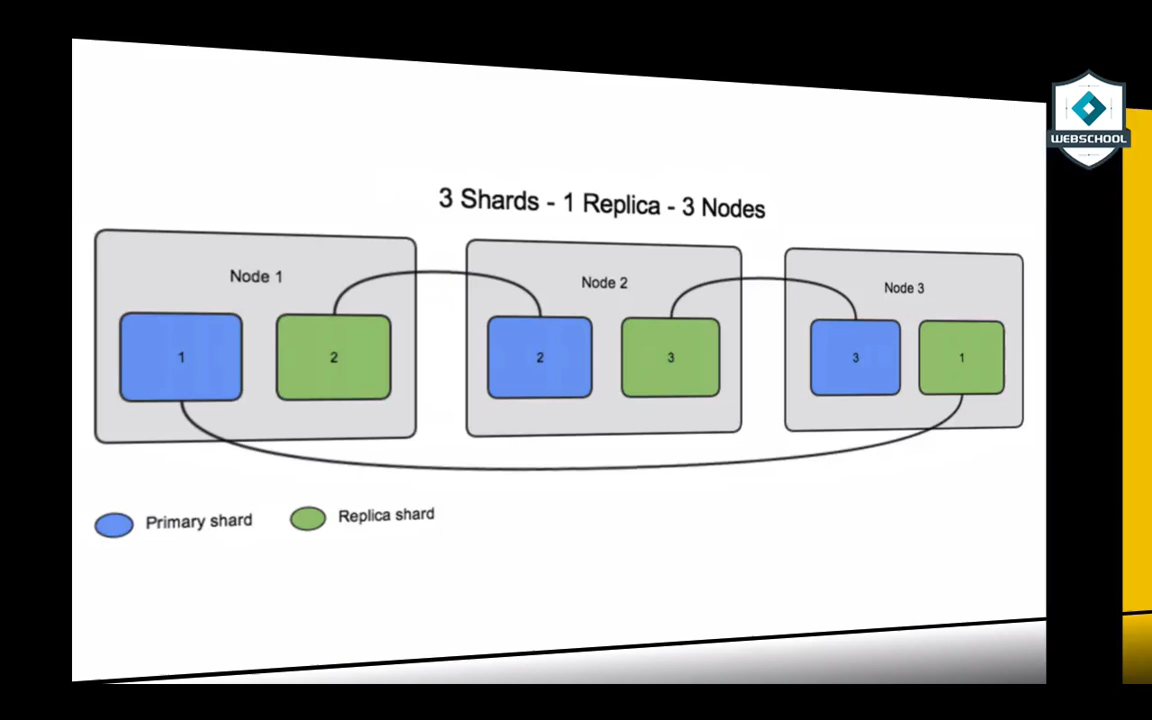 WEBSCHOOL
3 Shards - 1 Replica - 3 Nodes
Node 1
Node 2
Node 3
1
2
2
3
3
1
Primary shard
Replica shard